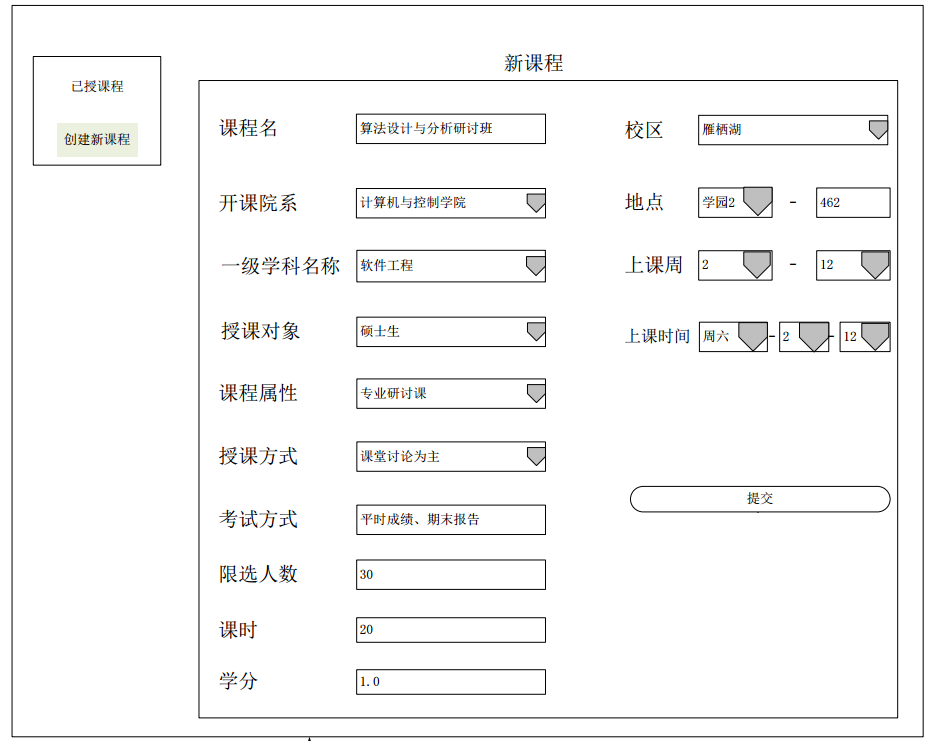 新课程
已授课程
创建新课程
课程名 算法设计与分析研讨班
校区 雁栖湖
开课院系 计算机与控制学院
地点 学园2 - 462
一级学科名称 软件工程
上课周 2 - 12
授课对象 硕士生
上课时间 周六 - 2 - 12
课程属性 专业研讨课
授课方式 课堂讨论为主
提交
考试方式 平时成绩、期末报告
限选人数 30
课时 20
学分 1.0